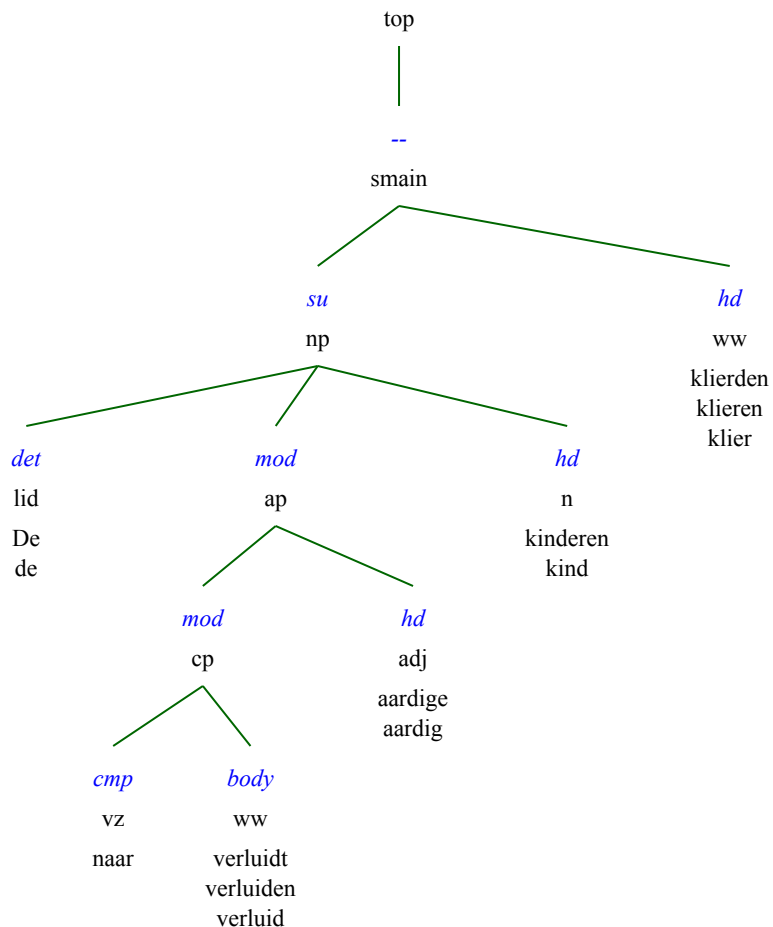 top
--
smain
su hd
np ww
klierden
klieren
klier
det mod hd
lid ap n
De kinderen
de kind
mod hd
cp adj
aardige
aardig
cmp body
vz ww
naar verluidt
verluiden
verluid